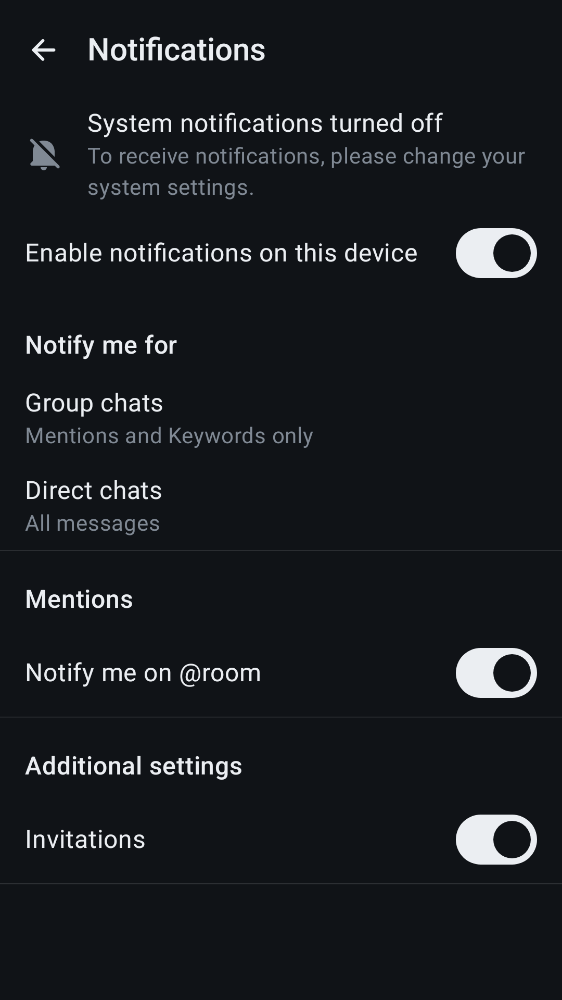 Notifications
System notifications turned off
To receive notifications, please change your
system settings.
Enable notifications on this device
Notify me for
Group chats
Mentions and Keywords only
Direct chats
All messages
Mentions
Notify me on @room
Additional settings
Invitations